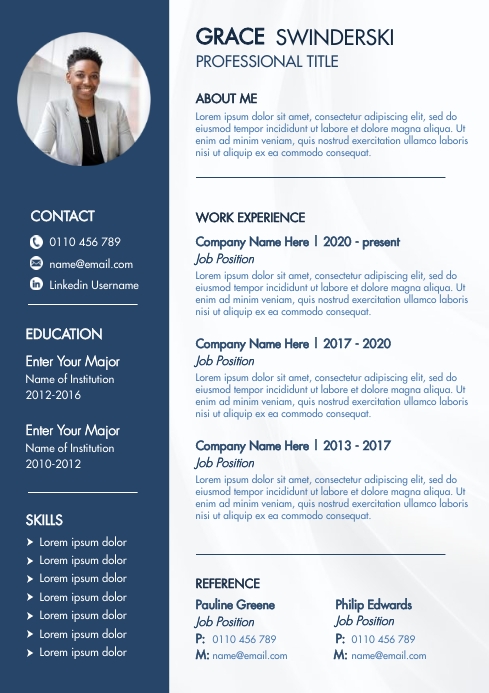 GRACE SWINDERSKI
PROFESSIONAL TITLE
ABOUT ME
Lorem ipsum dolor sit amet, consectetur adipiscing elit, sed do
eiusmod tempor incididunt ut labore et dolore magna aliqua. Ut
enim ad minim veniam, quis nostrud exercitation ullamco laboris
nisi ut aliquip ex ea commodo consequat.
CONTACT
0110 456 789
name@email.com
in Linkedin Username
EDUCATION
Enter Your Major
Name of Institution
2012-2016
Enter Your Major
Name of Institution
2010-2012
SKILLS
Lorem ipsum dolor
Lorem ipsum dolor
Lorem ipsum dolor
Lorem ipsum dolor
Lorem ipsum dolor
Lorem ipsum dolor
Lorem ipsum dolor
WORK EXPERIENCE
Company Name Here | 2020 - present
Job Position
Lorem ipsum dolor sit amet, consectetur adipiscing elit, sed do
eiusmod tempor incididunt ut labore et dolore magna aliqua. Ut
enim ad minim veniam, quis nostrud exercitation ullamco laboris
nisi ut aliquip ex ea commodo consequat.
Company Name Here | 2017 - 2020
Job Position
Lorem ipsum dolor sit amet, consectetur adipiscing elit, sed do
eiusmod tempor incididunt ut labore et dolore magna aliqua. Ut
enim ad minim veniam, quis nostrud exercitation ullamco laboris
nisi ut aliquip ex ea commodo consequat.
Company Name Here | 2013 - 2017
Job Position
Lorem ipsum dolor sit amet, consectetur adipiscing elit, sed do
eiusmod tempor incididunt ut labore et dolore magna aliqua. Ut
enim ad minim veniam, quis nostrud exercitation ullamco laboris
nisi ut aliquip ex ea commodo consequat.
REFERENCE
Pauline Greene
Job Position
P: 0110 456 789
M: name@email.com
Philip Edwards
Job Position
P: 0110 456 789
M: name@email.com